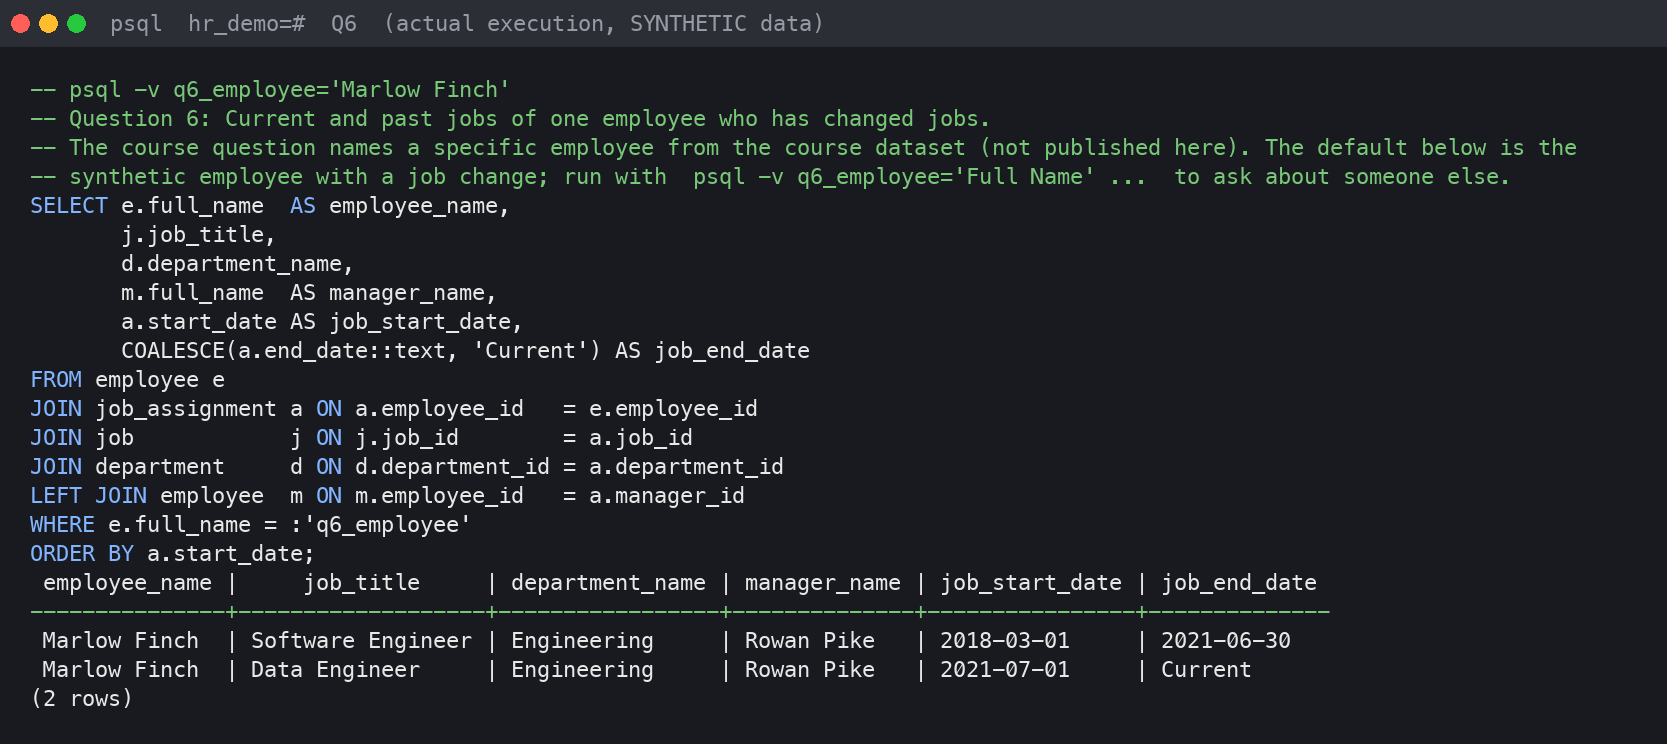 psql  hr_demo=#  Q6  (actual execution, SYNTHETIC data)
-- psql -v q6_employee='Marlow Finch'
-- Question 6: Current and past jobs of one employee who has changed jobs.
-- The course question names a specific employee from the course dataset (not published here). The default below is the
-- synthetic employee with a job change; run with  psql -v q6_employee='Full Name' ...  to ask about someone else.
SELECT e.full_name  AS employee_name,
       j.job_title,
       d.department_name,
       m.full_name  AS manager_name,
       a.start_date AS job_start_date,
       COALESCE(a.end_date::text, 'Current') AS job_end_date
FROM employee e
JOIN job_assignment a ON a.employee_id   = e.employee_id
JOIN job            j ON j.job_id        = a.job_id
JOIN department     d ON d.department_id = a.department_id
LEFT JOIN employee  m ON m.employee_id   = a.manager_id
WHERE e.full_name = :'q6_employee'
ORDER BY a.start_date;
 employee_name |     job_title     | department_name | manager_name | job_start_date | job_end_date
---------------+-------------------+-----------------+--------------+----------------+--------------
 Marlow Finch  | Software Engineer | Engineering     | Rowan Pike   | 2018-03-01     | 2021-06-30
 Marlow Finch  | Data Engineer     | Engineering     | Rowan Pike   | 2021-07-01     | Current
(2 rows)